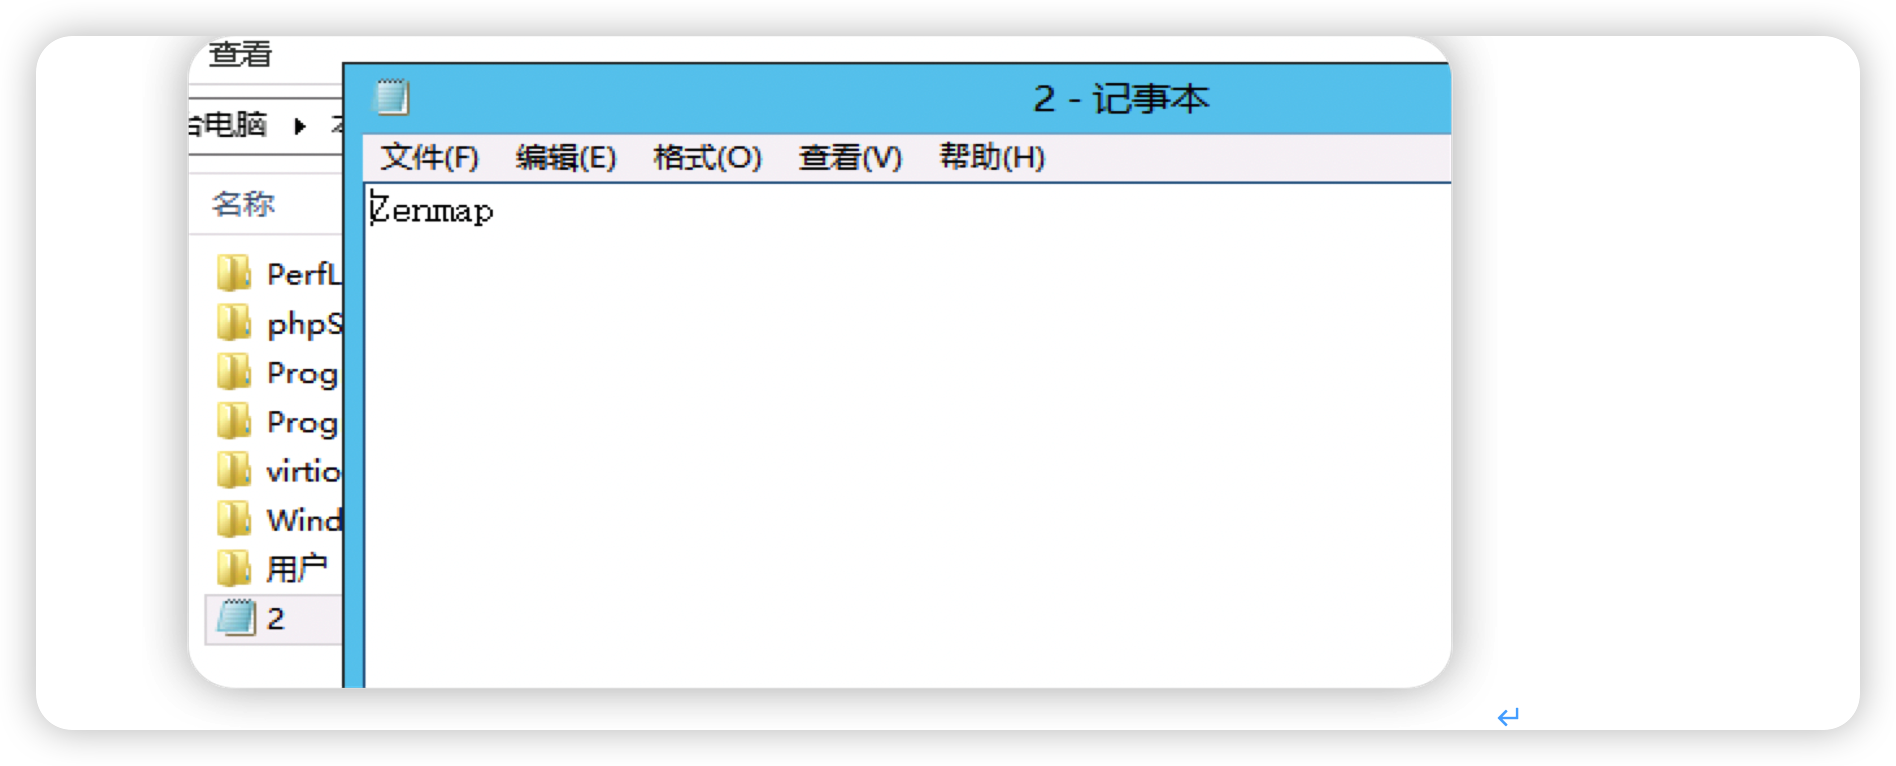 查看
2 - 记事本
电脑
文件(F) 编辑(E) 格式(O) 查看(V) 帮助(H)
Zenmap
名称
PerfL
phpS
Prog
Prog
virtio
Wind
用户
2